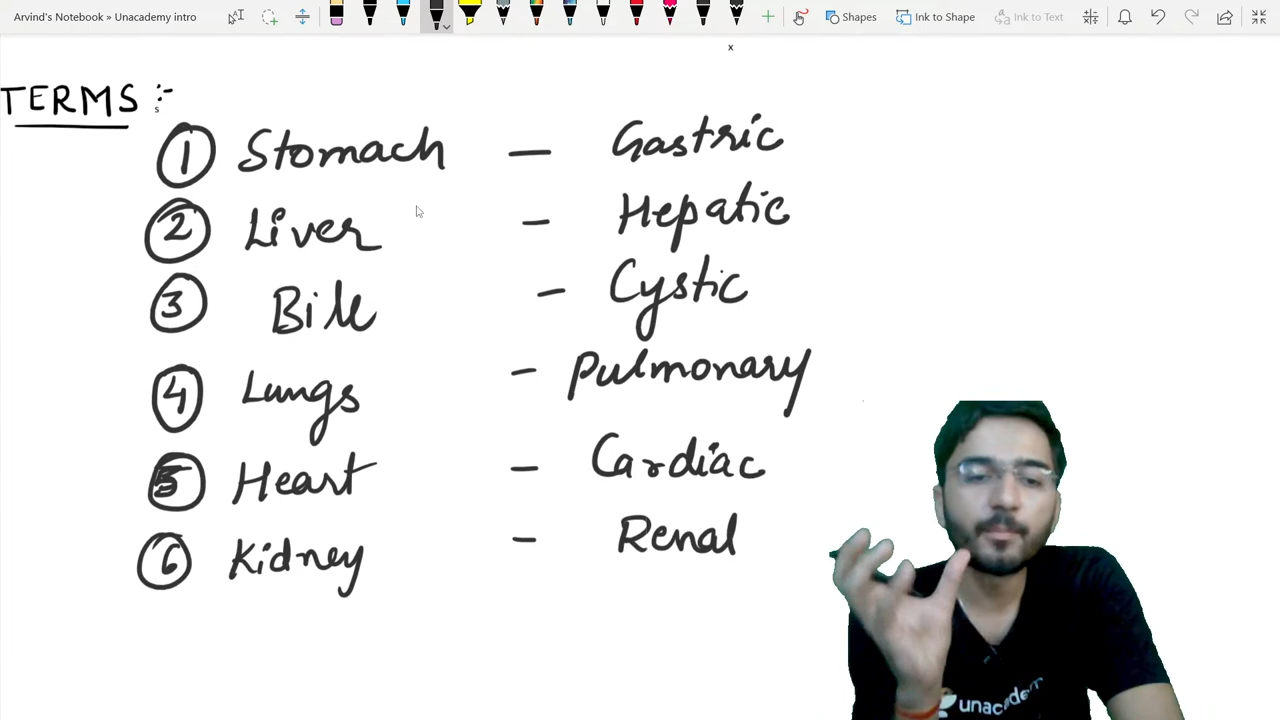 Arvind's Notebook » Unacademy intro
Shapes
Ink to Shape
Ink to Text
x
TERMS :-
s
1 Stomach — Gastric
2 Liver - Hepatic
3 Bile - Cystic
4 Lungs - Pulmonary
5 Heart - Cardiac
6 Kidney - Renal
unacademy